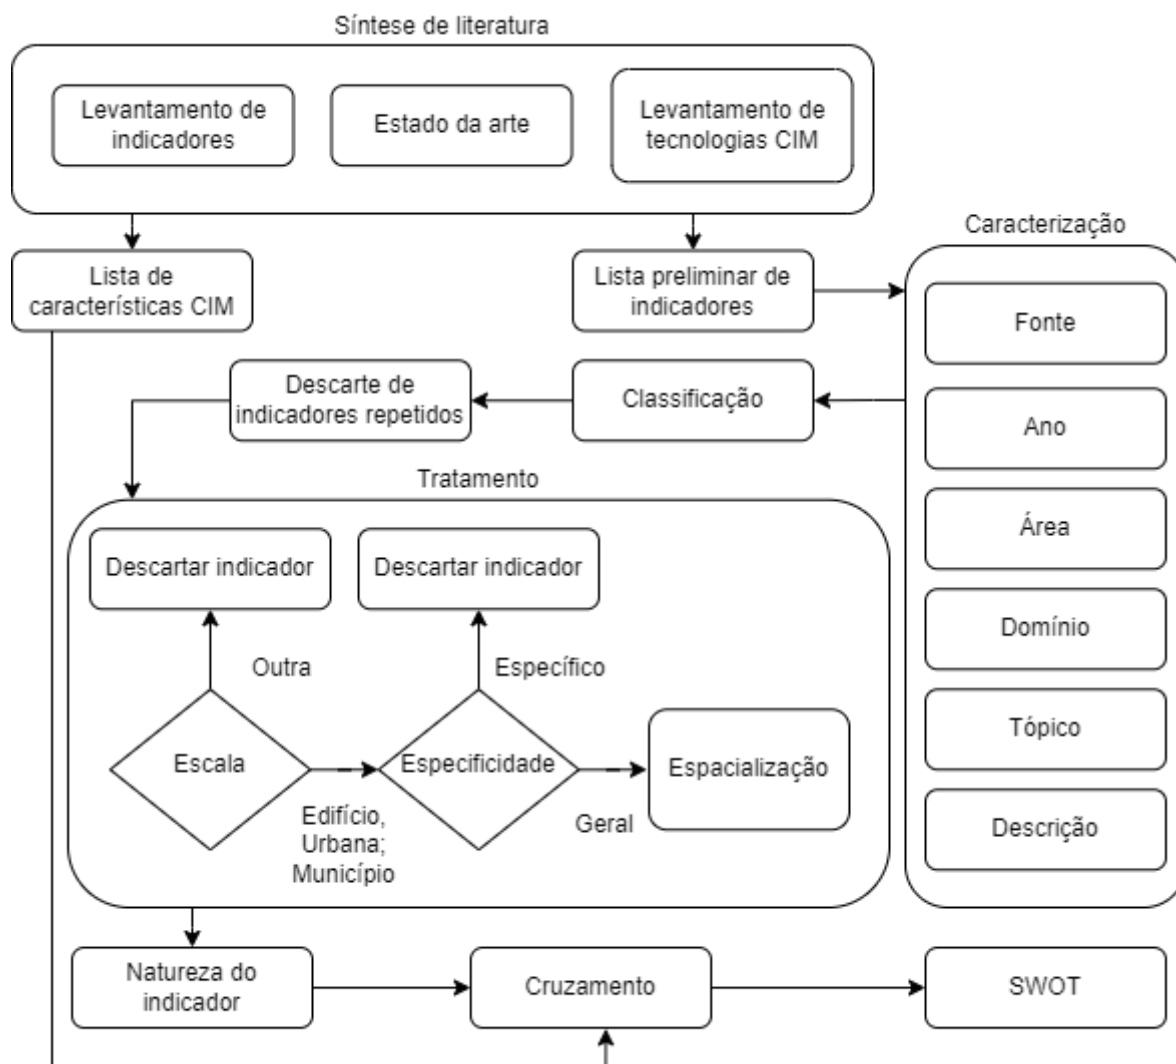 Síntese de literatura
Levantamento de
indicadores
Estado da arte
Levantamento de
tecnologias CIM
Caracterização
Lista de
características CIM
Lista preliminar de
indicadores
Fonte
Descarte de
indicadores repetidos
Classificação
Ano
Tratamento
Área
Descartar indicador
Descartar indicador
Domínio
Outra
Específico
Tópico
Escala
Especificidade
Espacialização
Edifício,
Urbana;
Município
Geral
Descrição
Natureza do
indicador
Cruzamento
SWOT